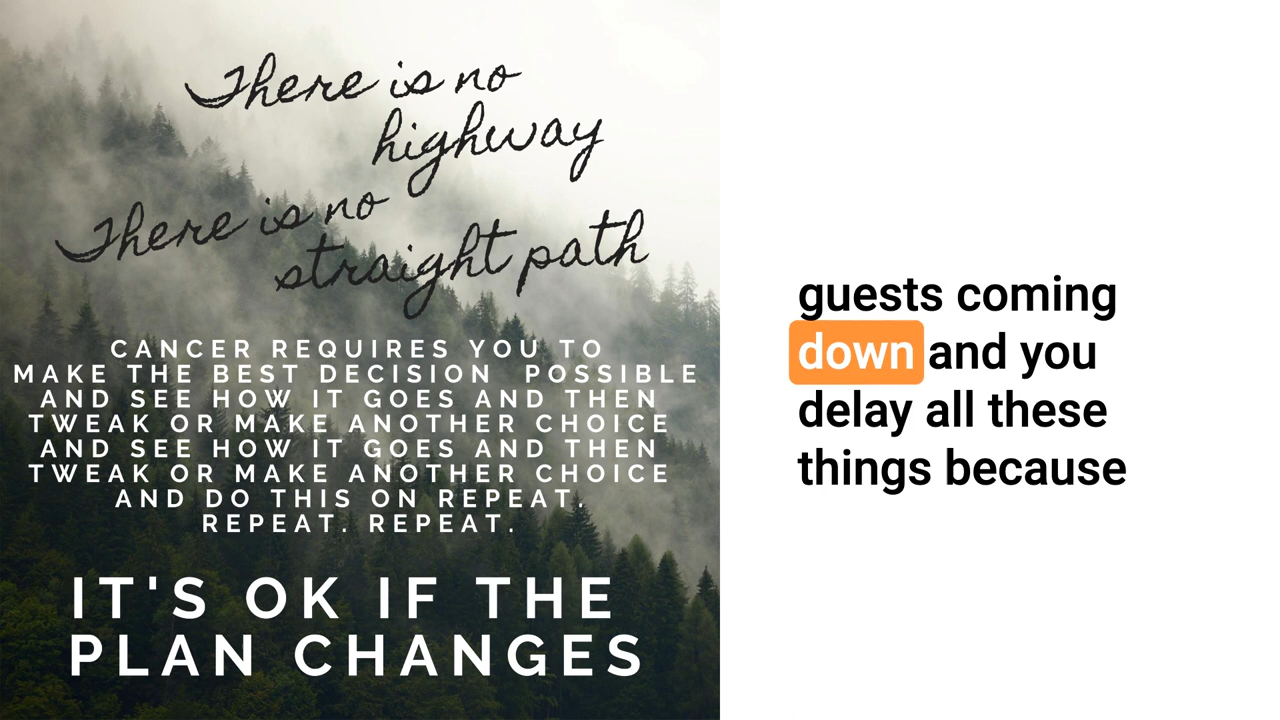 There is no
highway
There is no
straight path
CANCER REQUIRES YOU TO
MAKE THE BEST DECISION POSSIBLE
AND SEE HOW IT GOES AND THEN
TWEAK OR MAKE ANOTHER CHOICE
AND SEE HOW IT GOES AND THEN
TWEAK OR MAKE ANOTHER CHOICE
AND DO THIS ON REPEAT.
REPEAT. REPEAT.
IT'S OK IF THE
PLAN CHANGES
guests coming
down and you
delay all these
things because